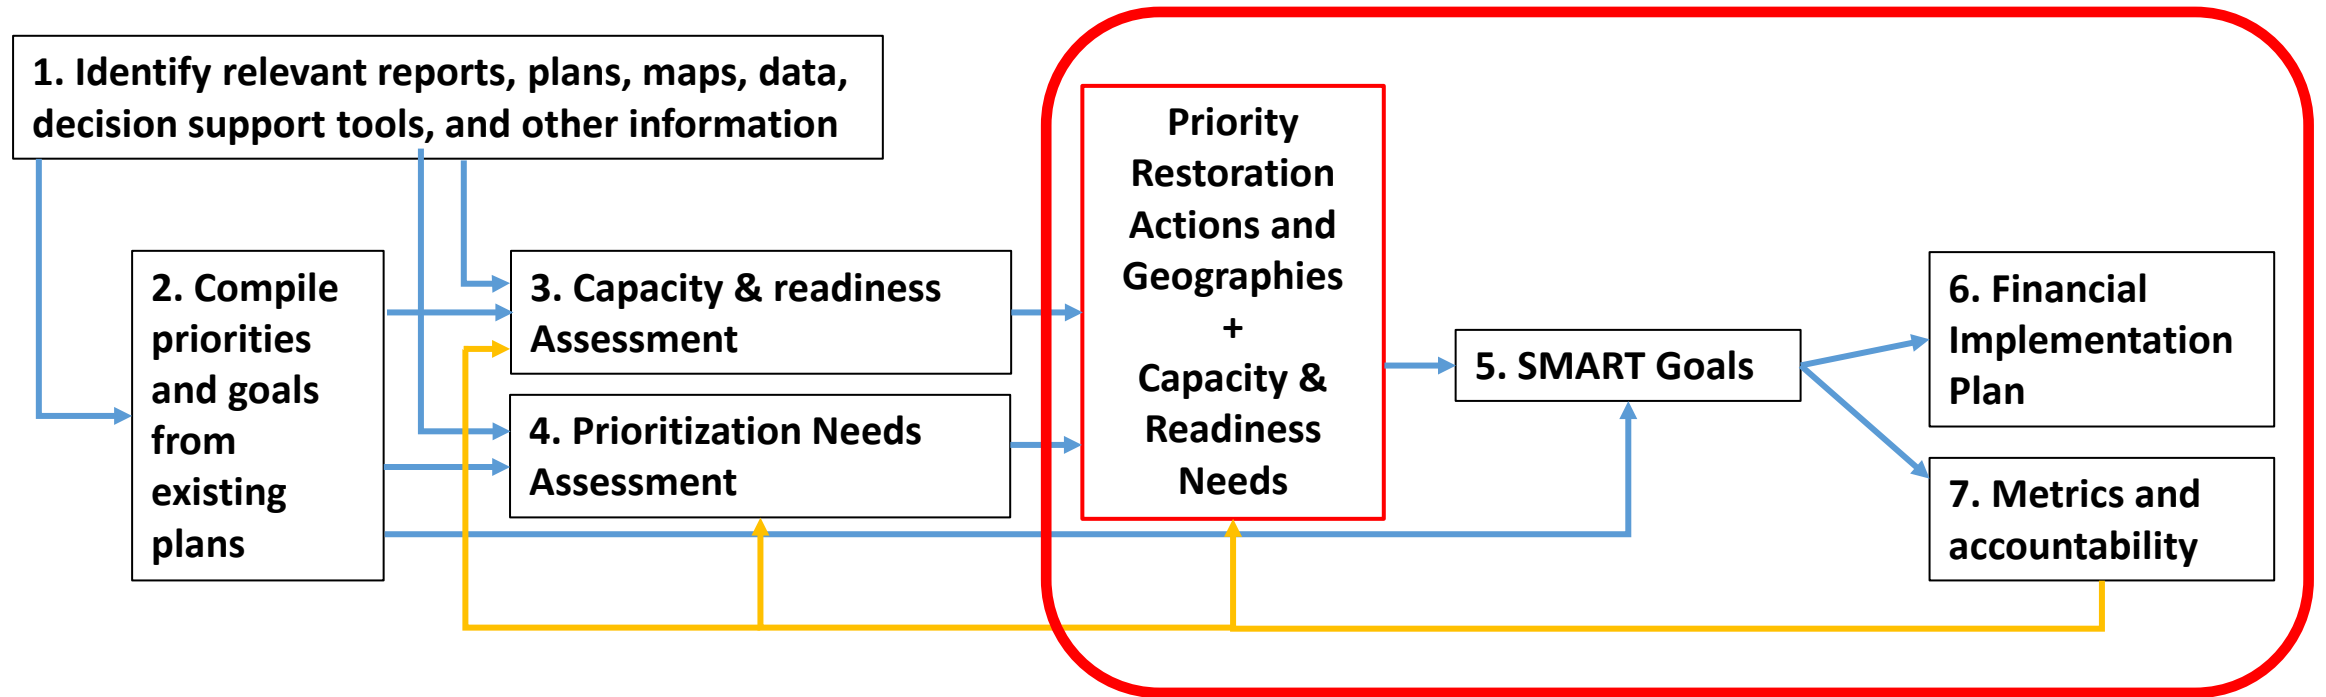 1. Identify relevant reports, plans, maps, data,
decision support tools, and other information
2. Compile
priorities
and goals
from
existing
plans
3. Capacity & readiness
Assessment
4. Prioritization Needs
Assessment
Priority
Restoration
Actions and
Geographies
+
Capacity &
Readiness
Needs
5. SMART Goals
6. Financial
Implementation
Plan
7. Metrics and
accountability